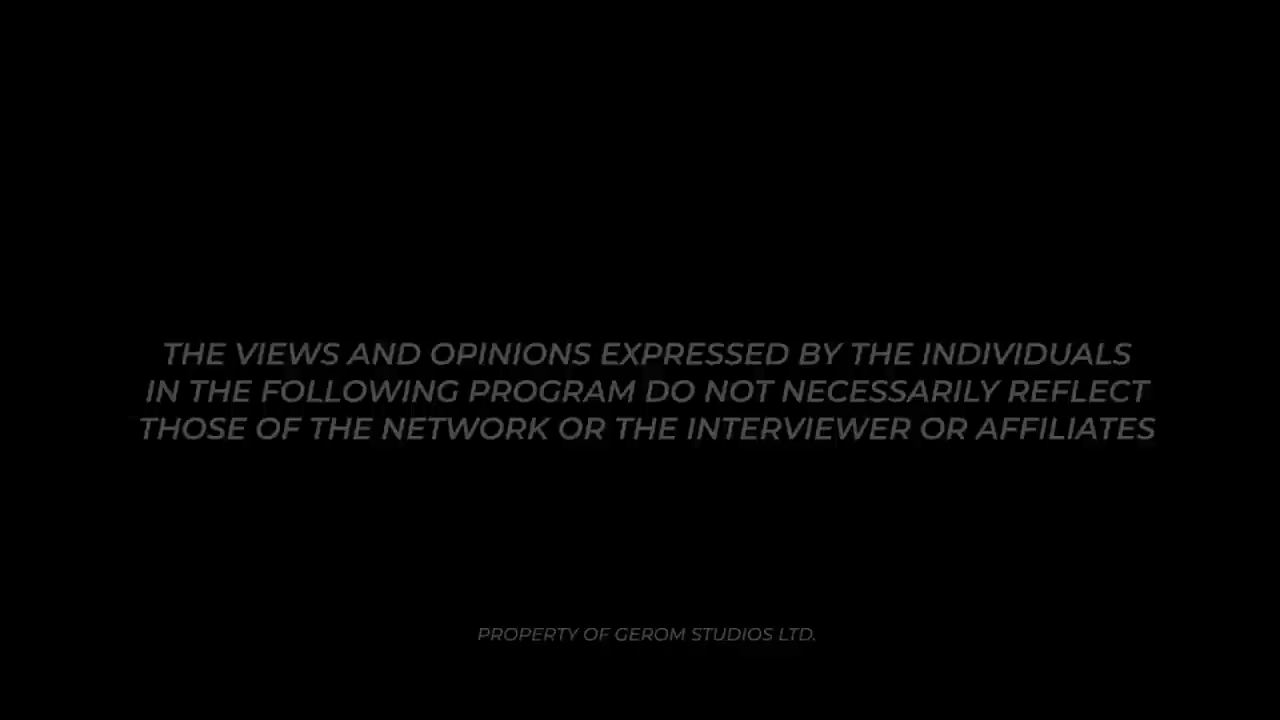 THE VIEWS AND OPINIONS EXPRESSED BY THE INDIVIDUALS
IN THE FOLLOWING PROGRAM DO NOT NECESSARILY REFLECT
THOSE OF THE NETWORK OR THE INTERVIEWER OR AFFILIATES
PROPERTY OF GEROM STUDIOS LTD.